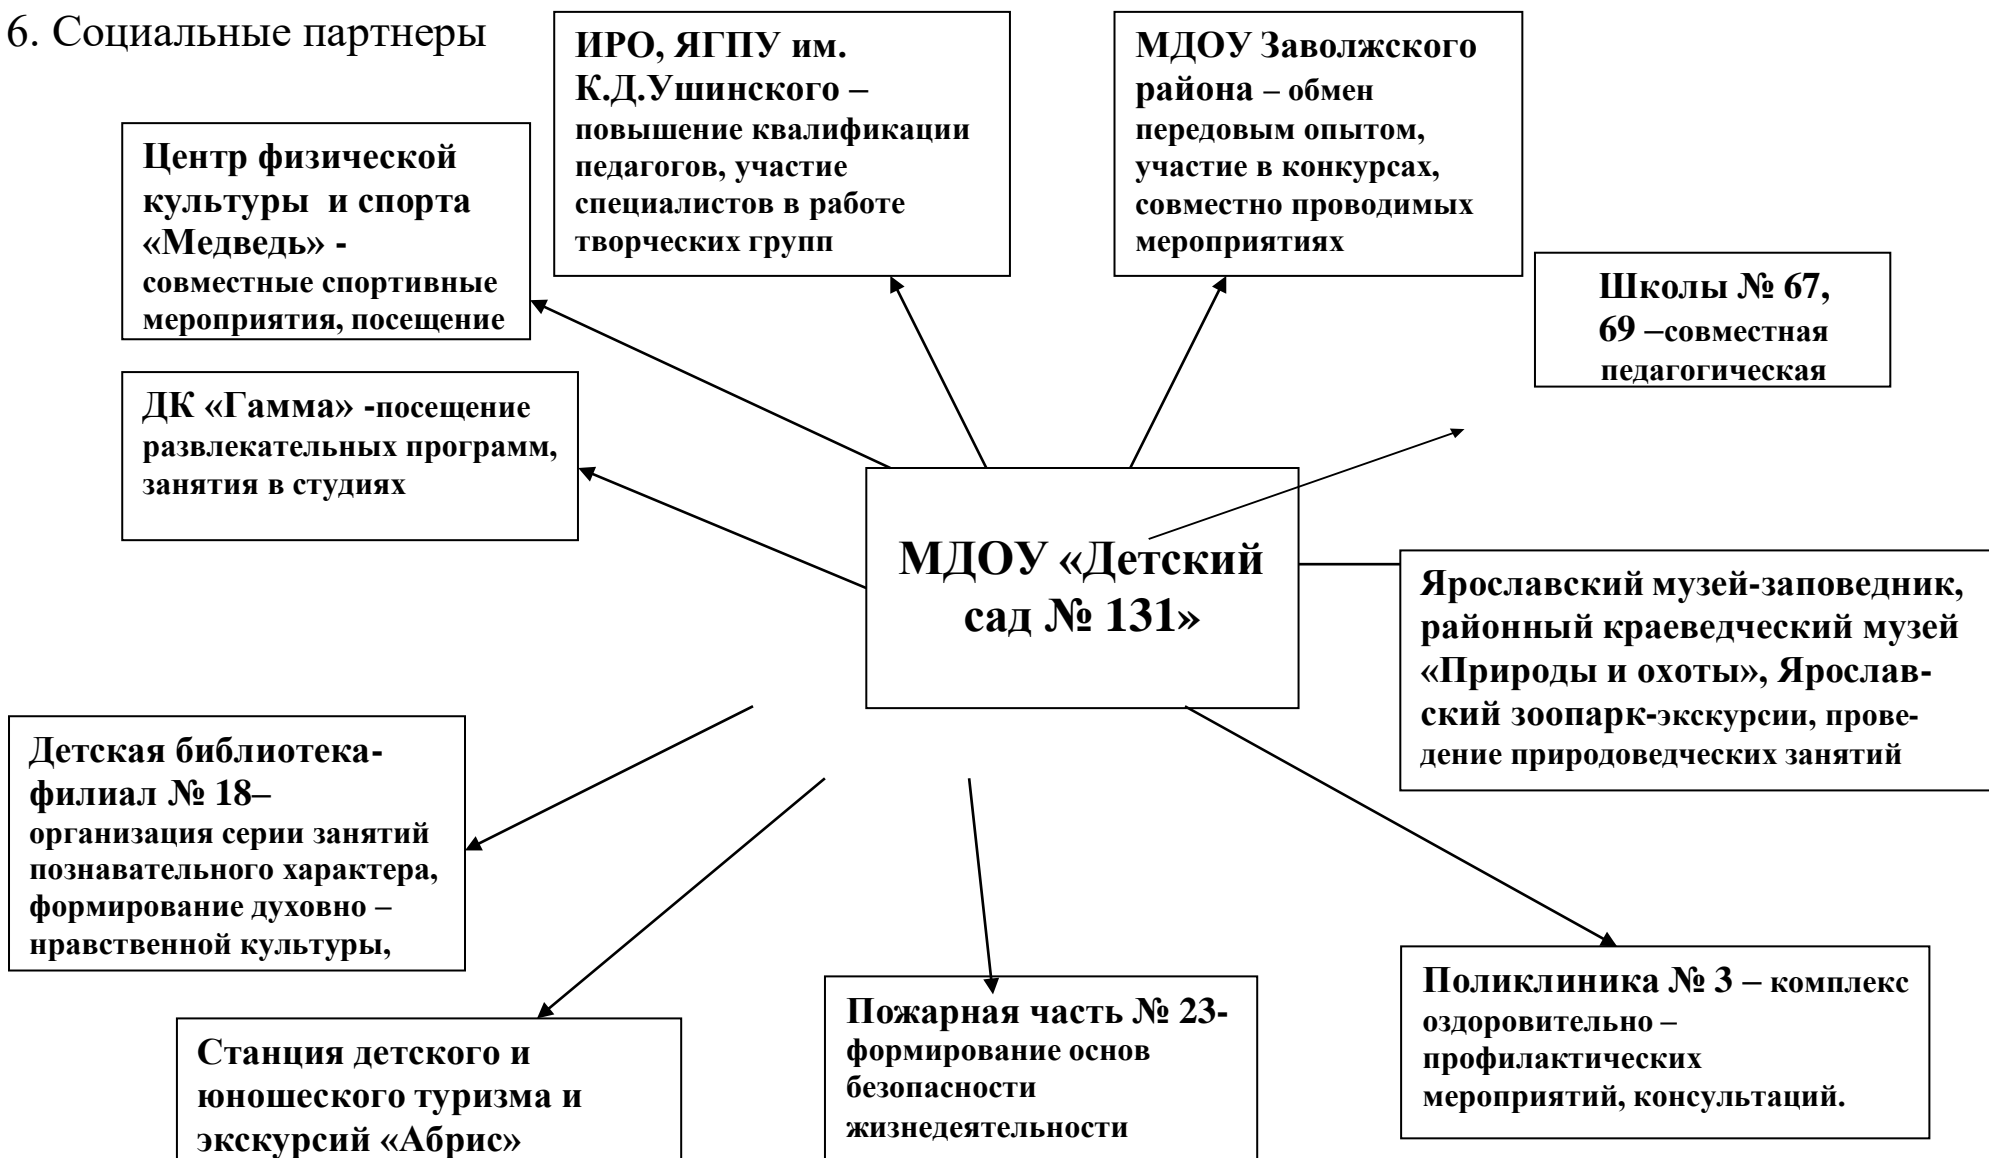 6. Социальные партнеры
ИРО, ЯГПУ им.
К.Д.Ушинского –
повышение квалификации
педагогов, участие
специалистов в работе
творческих групп
МДОУ Заволжского
района – обмен
передовым опытом,
участие в конкурсах,
совместно проводимых
мероприятиях
Центр физической
культуры и спорта
«Медведь» -
совместные спортивные
мероприятия, посещение
Школы № 67,
69 –совместная
педагогическая
ДК «Гамма» -посещение
развлекательных программ,
занятия в студиях
МДОУ «Детский
сад № 131»
Ярославский музей-заповедник,
районный краеведческий музей
«Природы и охоты», Ярослав-
ский зоопарк-экскурсии, прове-
дение природоведческих занятий
Детская библиотека-
филиал № 18–
организация серии занятий
познавательного характера,
формирование духовно –
нравственной культуры,
Станция детского и
юношеского туризма и
экскурсий «Абрис»
Пожарная часть № 23-
формирование основ
безопасности
жизнедеятельности
Поликлиника № 3 – комплекс
оздоровительно –
профилактических
мероприятий, консультаций.